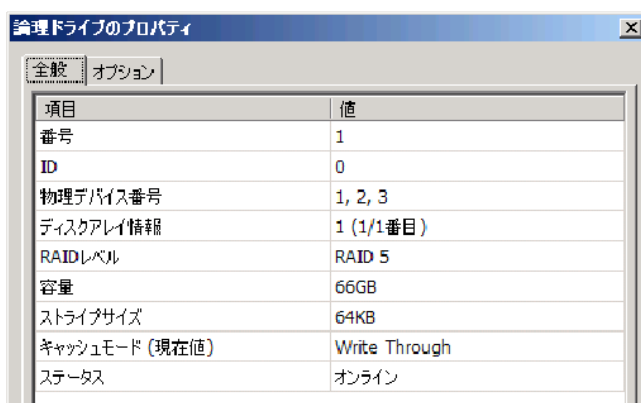 論理ドライブのプロパティ
全般 オプション
項目 値
番号 1
ID 0
物理デバイス番号 1, 2, 3
ディスクアレイ情報 1 (1/1番目)
RAIDレベル RAID 5
容量 66GB
ストライプサイズ 64KB
キャッシュモード (現在値) Write Through
ステータス オンライン